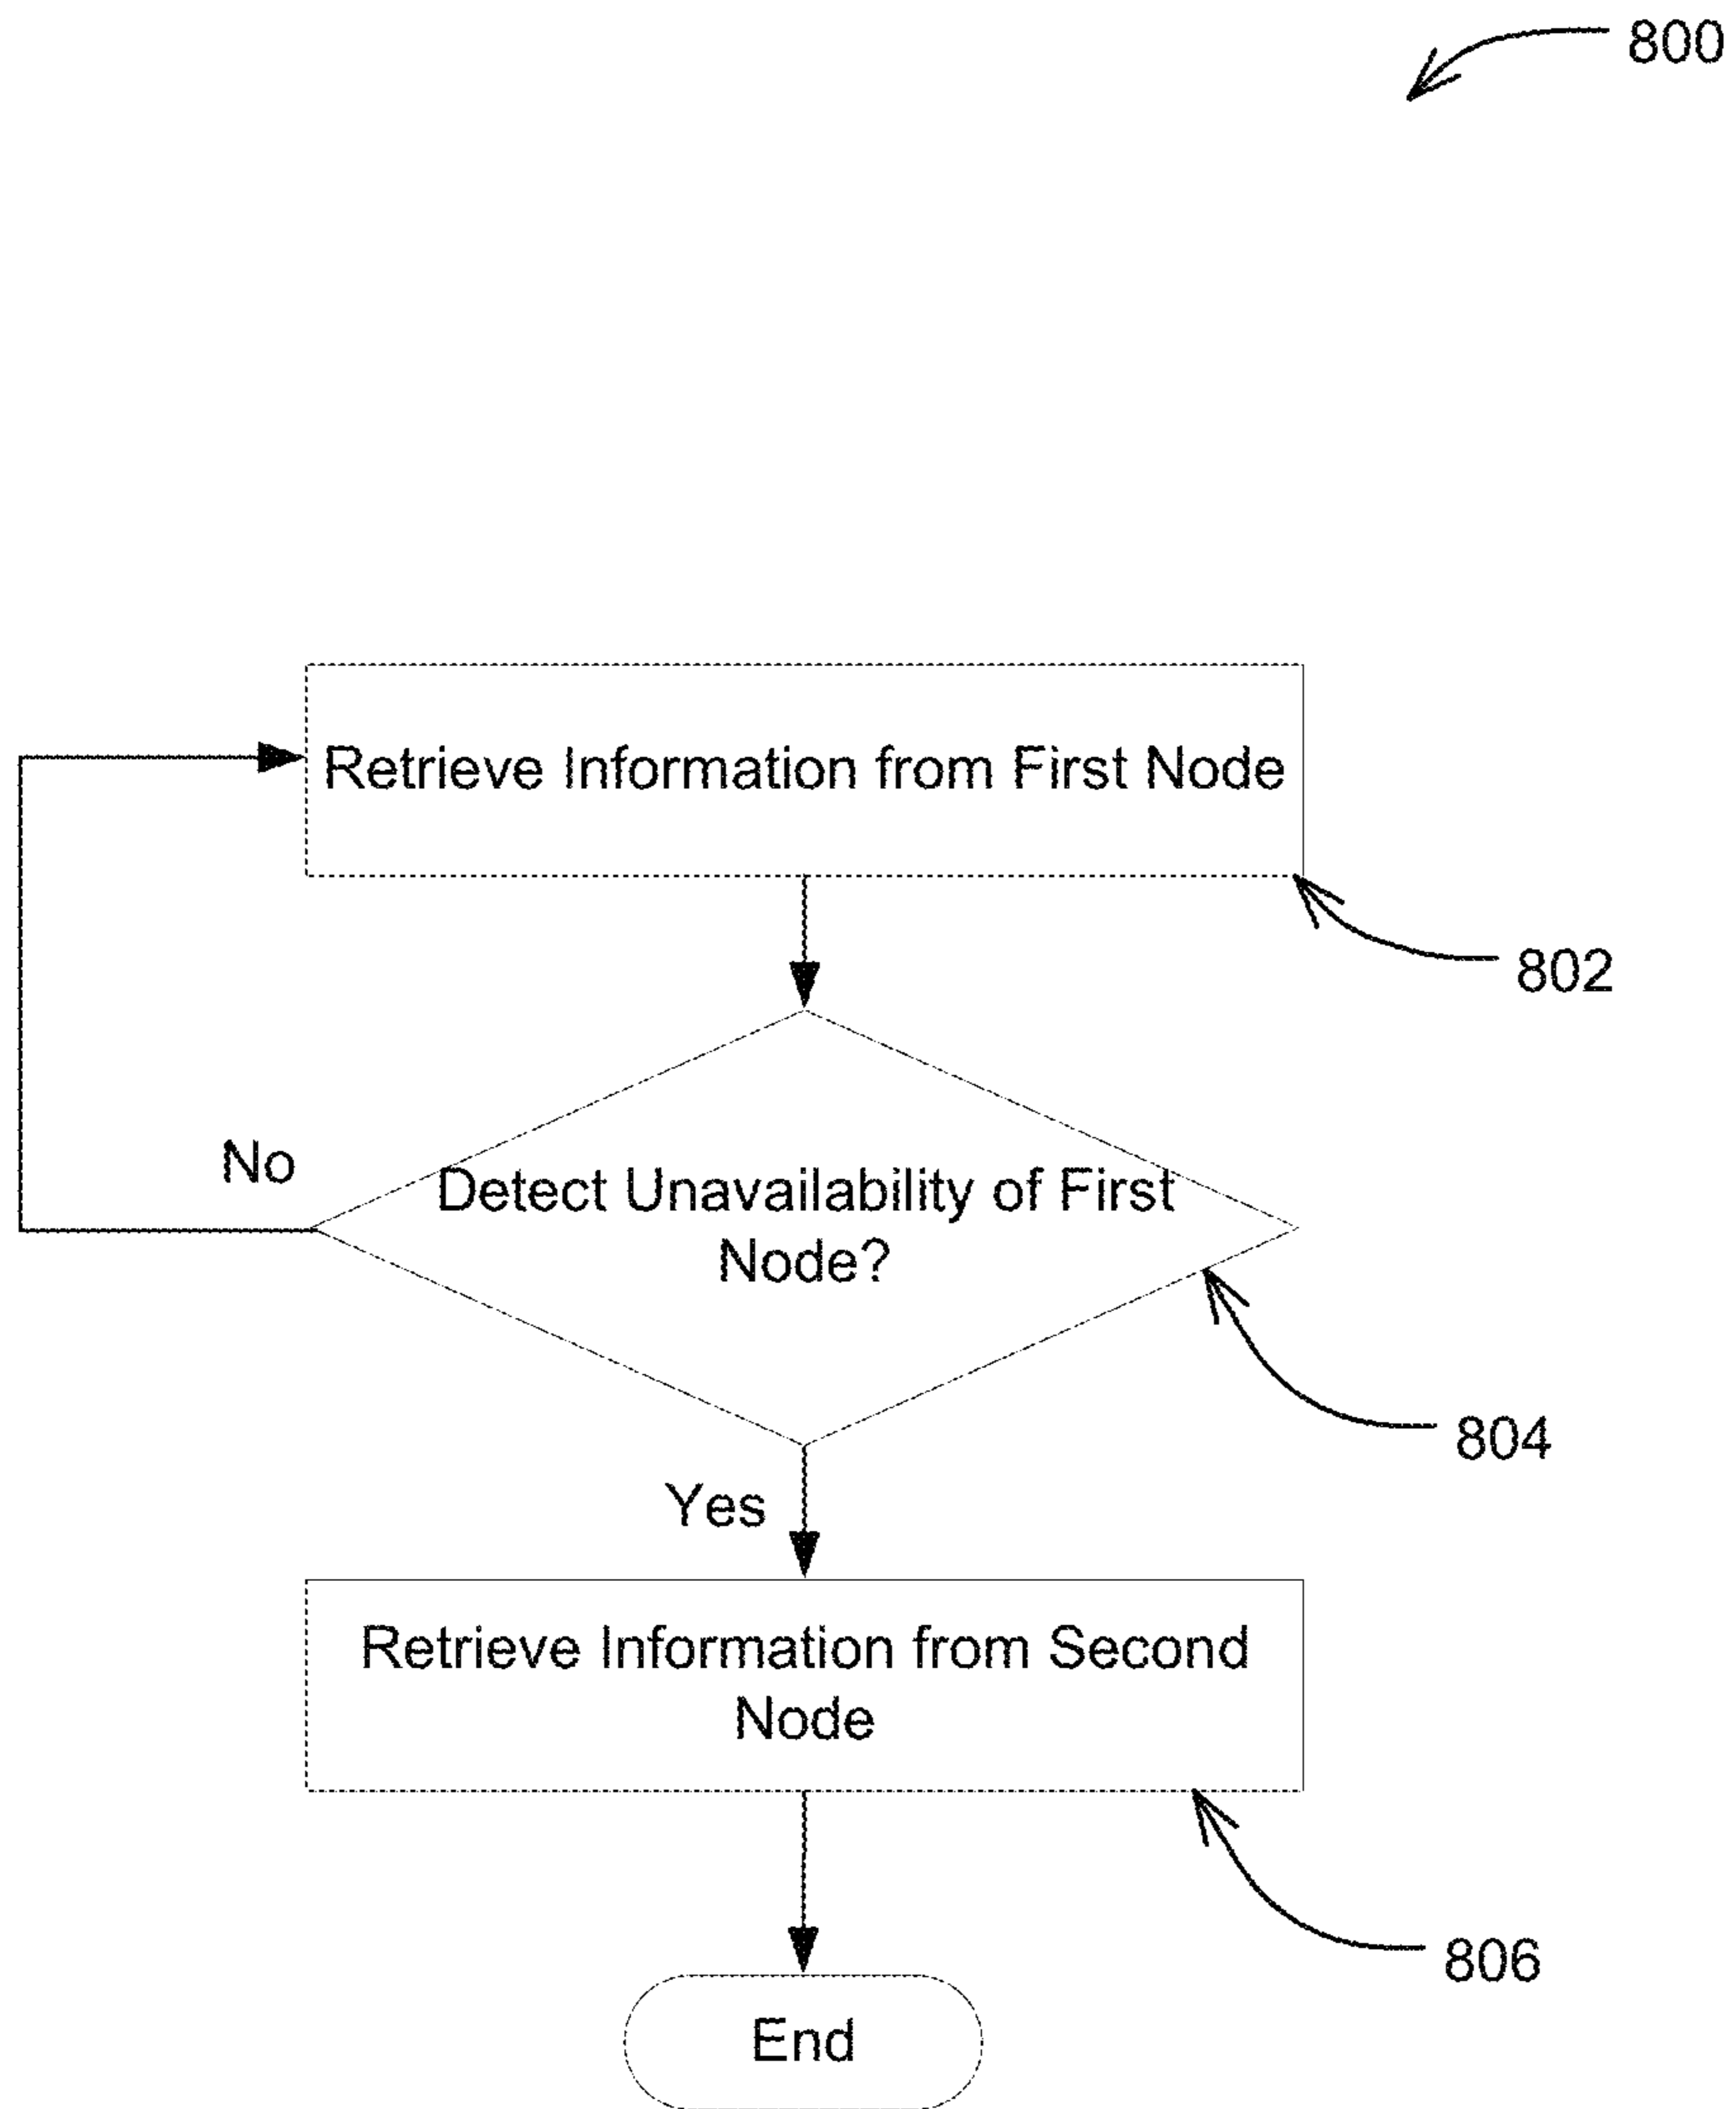 800
Retrieve Information from First Node
802
No
Detect Unavailability of First
Node?
804
Yes
Retrieve Information from Second
Node
806
End